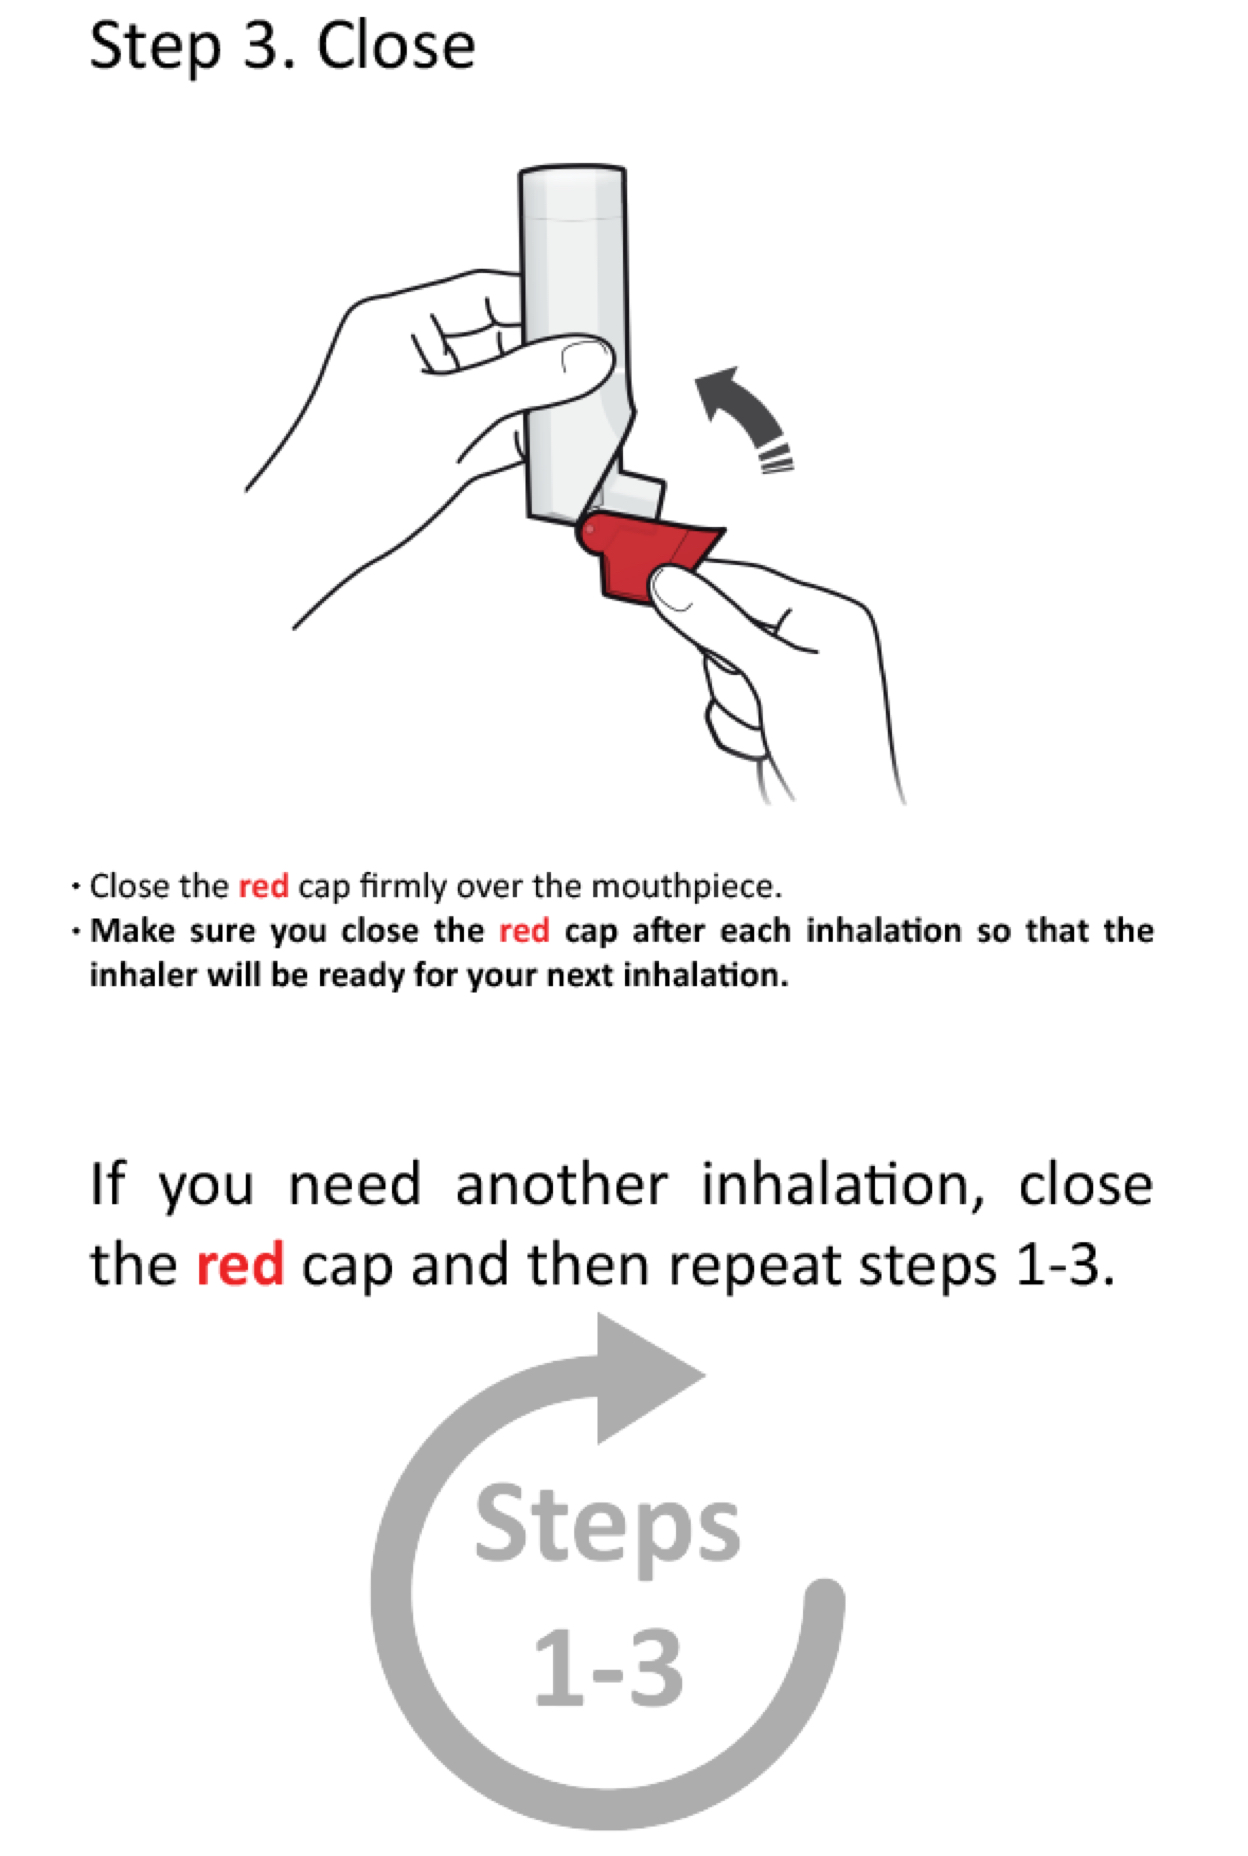 Step 3. Close
· Close the red cap firmly over the mouthpiece.
· Make sure you close the red cap after each inhalation so that the
inhaler will be ready for your next inhalation.
If you need another inhalation, close
the red cap and then repeat steps 1-3.
Steps
1-3